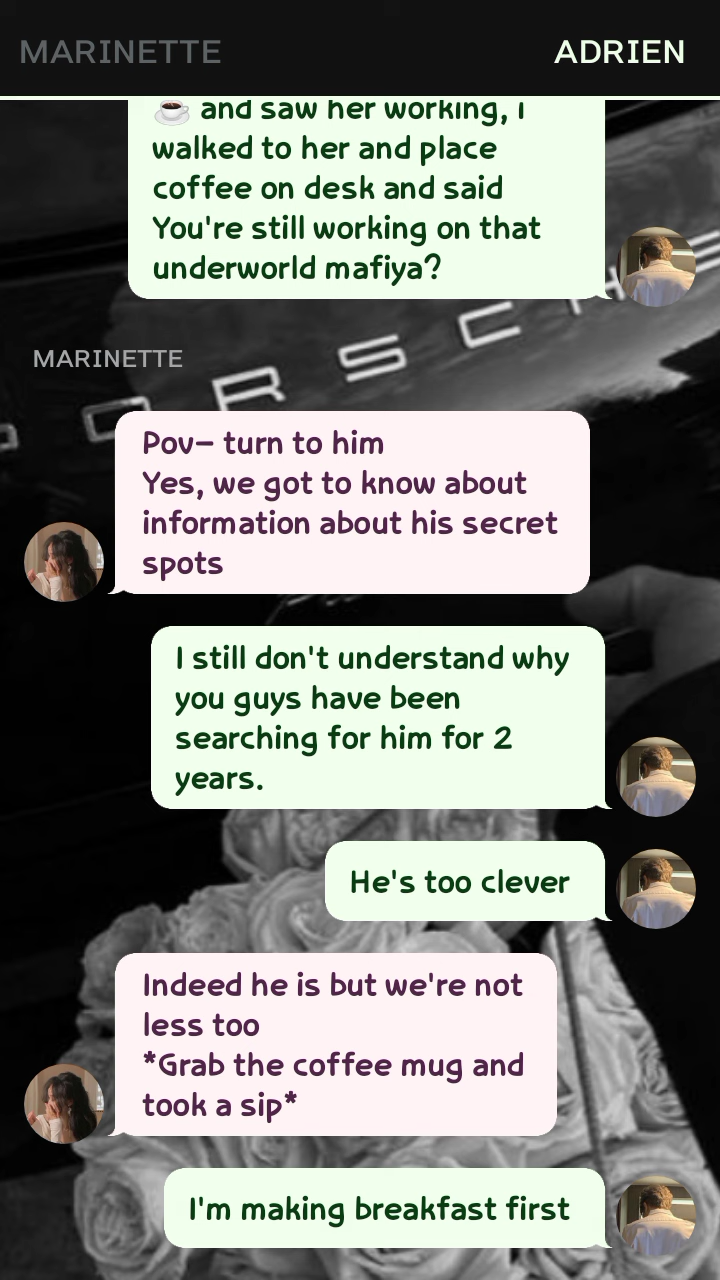 MARINETTE
ADRIEN
☕ and saw her working, i
walked to her and place
coffee on desk and said
You're still working on that
underworld mafiya?
PORSCHE
MARINETTE
Pov– turn to him
Yes, we got to know about
information about his secret
spots
I still don't understand why
you guys have been
searching for him for 2
years.
He's too clever
Indeed he is but we're not
less too
*Grab the coffee mug and
took a sip*
I'm making breakfast first